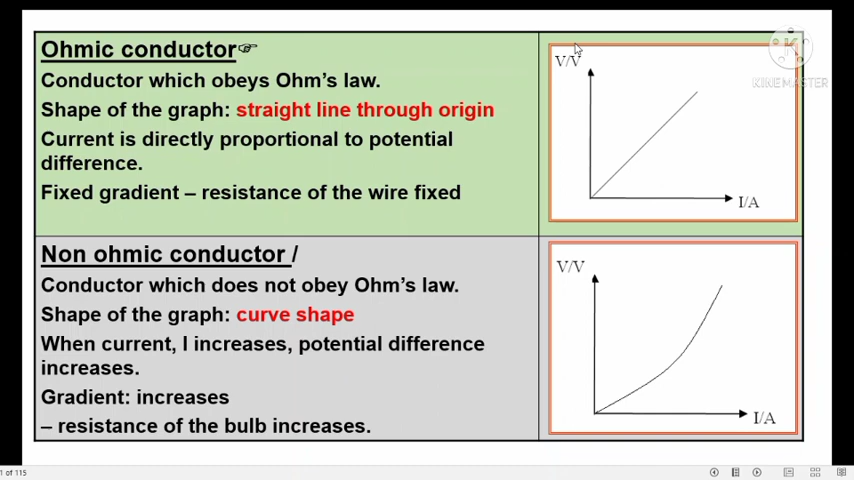 Ohmic conductor☞
Conductor which obeys Ohm's law.
Shape of the graph: straight line through origin
Current is directly proportional to potential
difference.
Fixed gradient – resistance of the wire fixed
V/V
I/A
K
KINEMASTER
Non ohmic conductor /
Conductor which does not obey Ohm's law.
Shape of the graph: curve shape
When current, I increases, potential difference
increases.
Gradient: increases
– resistance of the bulb increases.
V/V
I/A
1 of 115